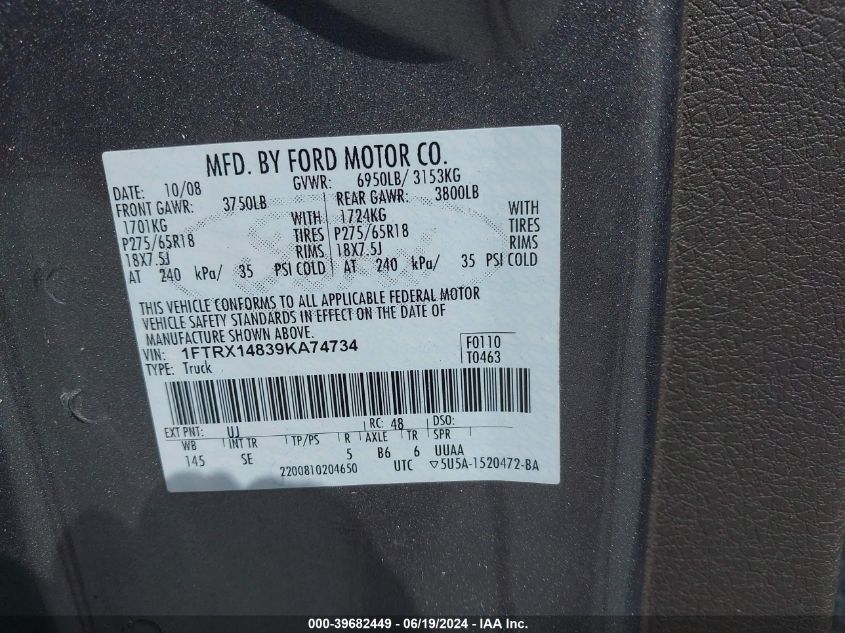 MFD. BY FORD MOTOR CO.
DATE: 10/08 GVWR: 6950LB/ 3153KG
FRONT GAWR: 3750LB REAR GAWR: 3800LB
1701KG WITH 1724KG WITH
P275/65R18 TIRES P275/65R18 TIRES
18X7.5J RIMS 18X7.5J RIMS
AT 240 kPa/ 35 PSI COLD AT 240 kPa/ 35 PSI COLD
THIS VEHICLE CONFORMS TO ALL APPLICABLE FEDERAL MOTOR
VEHICLE SAFETY STANDARDS IN EFFECT ON THE DATE OF
MANUFACTURE SHOWN ABOVE.
VIN: 1FTRX14839KA74734 F0110
TYPE: Truck T0463
EXT PNT: UJ RC: 48 DSO:
WB INT TR TP/PS R AXLE TR SPR
145 SE 5 B6 6 UUAA
2200810204650 UTC ▽5U5A-1520472-BA
000-39682449 - 06/19/2024 - IAA Inc.